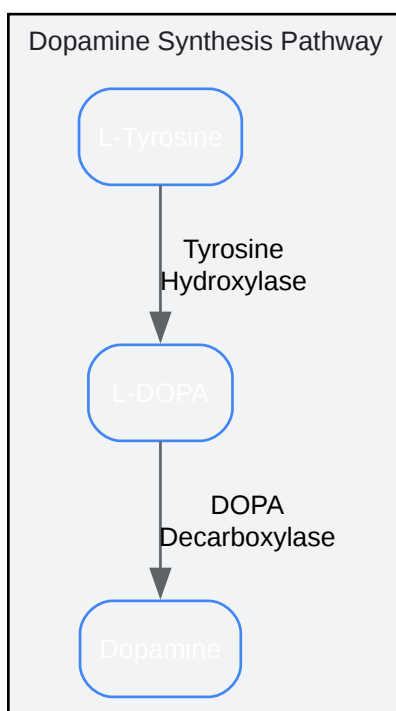 Dopamine Synthesis Pathway
L-Tyrosine
Tyrosine
Hydroxylase
L-DOPA
DOPA
Decarboxylase
Dopamine